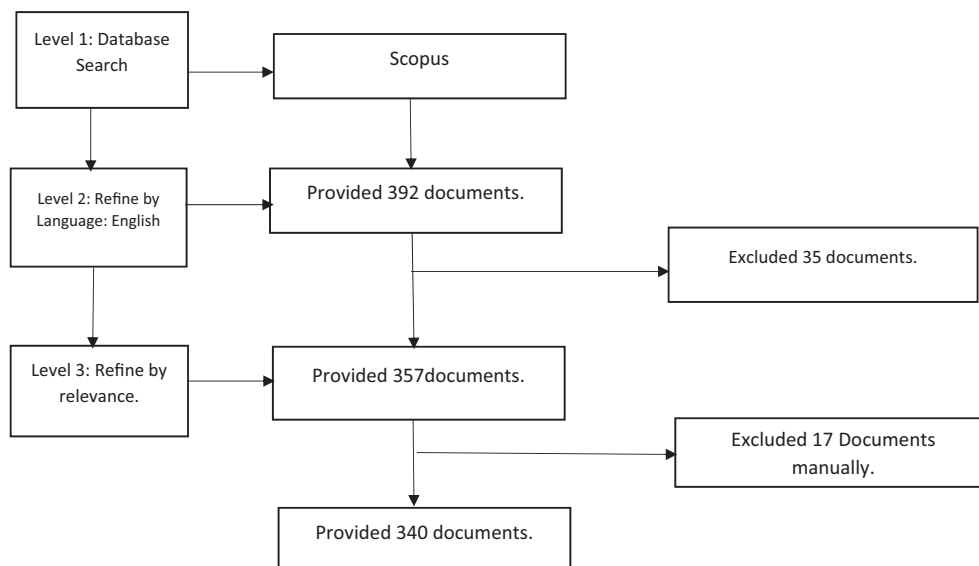 Level 1: Database
Search
Scopus
Level 2: Refine by
Language: English
Provided 392 documents.
Excluded 35 documents.
Level 3: Refine by
relevance.
Provided 357documents.
Excluded 17 Documents
manually.
Provided 340 documents.